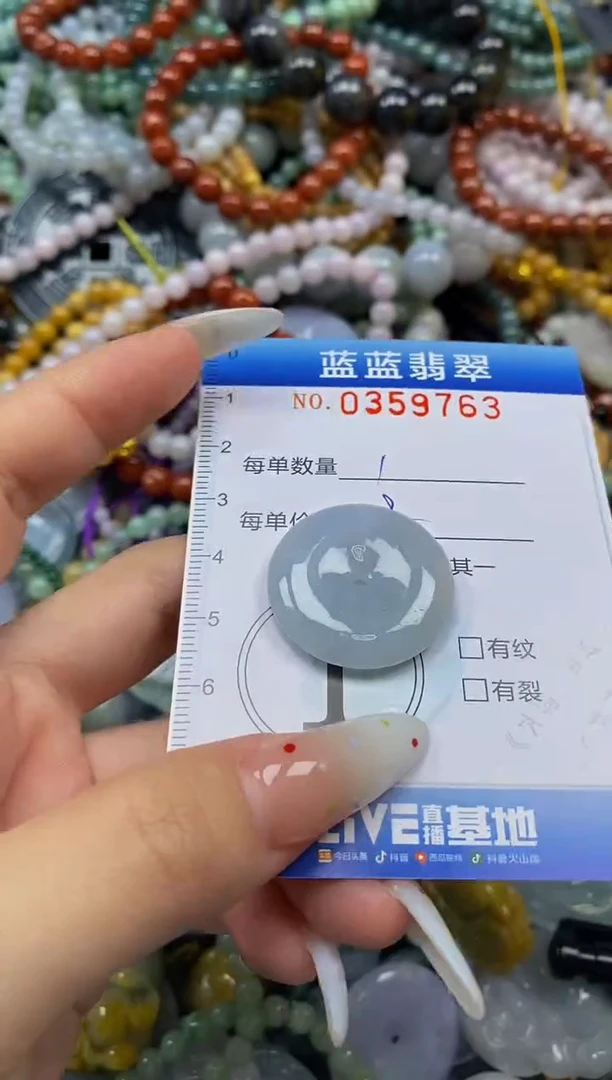 蓝蓝翡翠
NO.0359763
0
1
每单数量 1
2
3
每单价
4
其一
5
有纹
6
有裂
LIVE直播基地
今日头条 抖音 西瓜视频 抖音火山版